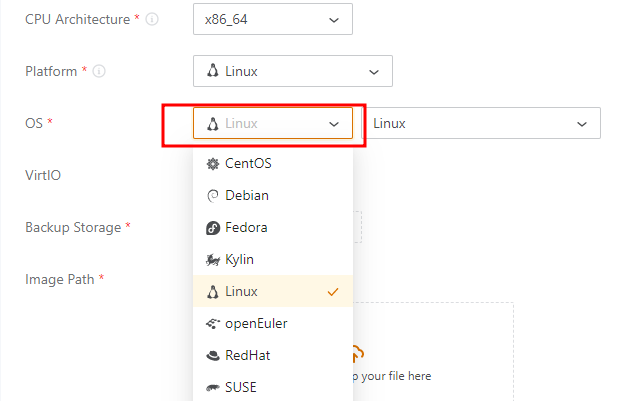 CPU Architecture * x86_64
Platform * Linux
OS * Linux Linux
CentOS
VirtIO
Debian
Backup Storage * Fedora
Kylin
Image Path *
Linux
openEuler
RedHat
p your file here
SUSE